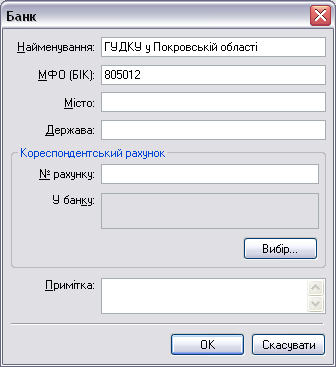 Банк
Найменування: ГУДКУ у Покровській області
МФО (БІК): 805012
Місто:
Держава:
Кореспондентський рахунок
№ рахунку:
У банку:
Вибір...
Примітка:
OK Скасувати